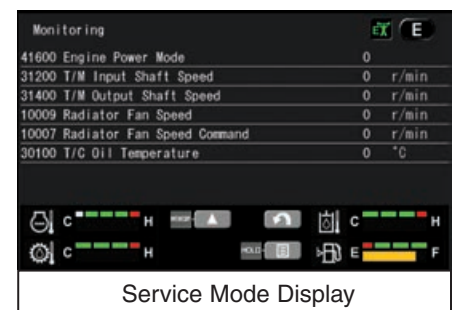 Monitoring E
41600 Engine Power Mode 0
31200 T/M Input Shaft Speed 0 r/min
31400 T/M Output Shaft Speed 0 r/min
10009 Radiator Fan Speed 0 r/min
10007 Radiator Fan Speed Command 0 r/min
30100 T/C Oil Temperature 0 °C
C H C H
C H HOLD E F
Service Mode Display